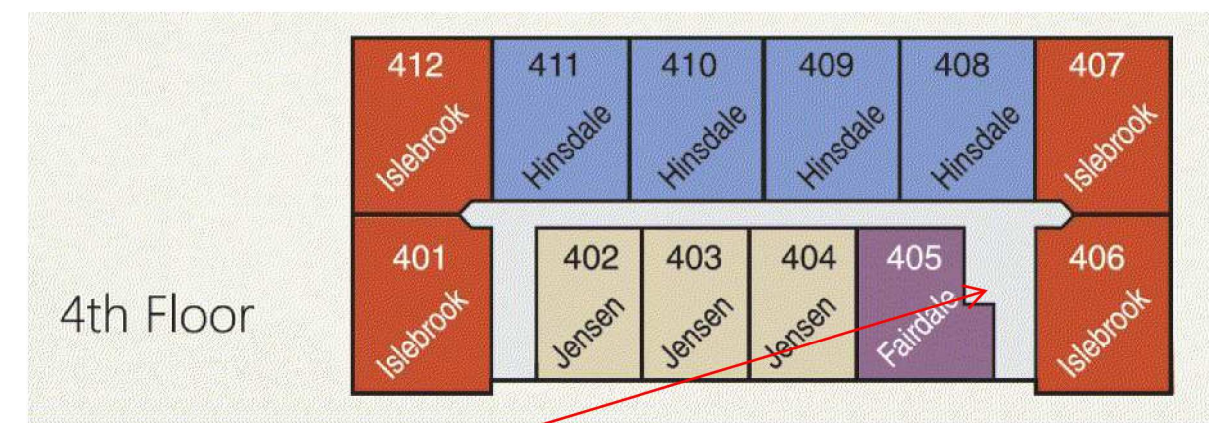 412
Islebrook
411
Hinsdale
410
Hinsdale
409
Hinsdale
408
Hinsdale
407
Islebrook
4th Floor
401
Islebrook
402
Jensen
403
Jensen
404
Jensen
405
Fairdale
406
Islebrook